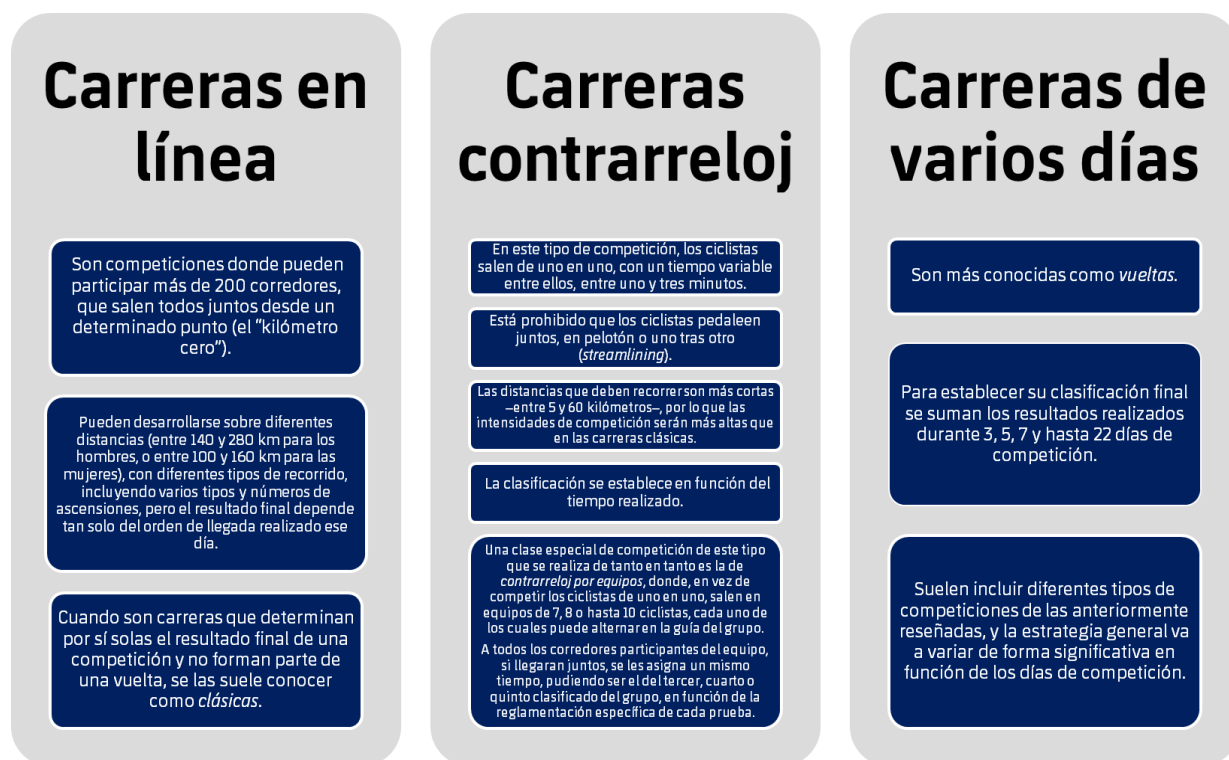 Carreras en
línea
Son competiciones donde pueden
participar más de 200 corredores,
que salen todos juntos desde un
determinado punto (el “kilómetro
cero”).
Pueden desarrollarse sobre diferentes
distancias (entre 140 y 280 km para los
hombres, o entre 100 y 160 km para las
mujeres), con diferentes tipos de recorrido,
incluyendo varios tipos y números de
ascensiones, pero el resultado final depende
tan solo del orden de llegada realizado ese
día.
Cuando son carreras que determinan
por sí solas el resultado final de una
competición y no forman parte de
una vuelta, se las suele conocer
como clásicas.
Carreras
contrarreloj
En este tipo de competición, los ciclistas
salen de uno en uno, con un tiempo variable
entre ellos, entre uno y tres minutos.
Está prohibido que los ciclistas pedaleen
juntos, en pelotón o uno tras otro
(streamlining).
Las distancias que deben recorrer son más cortas
–entre 5 y 60 kilómetros–, por lo que las
intensidades de competición serán más altas que
en las carreras clásicas.
La clasificación se establece en función del
tiempo realizado.
Una clase especial de competición de este tipo
que se realiza de tanto en tanto es la de
contrarreloj por equipos, donde, en vez de
competir los ciclistas de uno en uno, salen en
equipos de 7, 8 o hasta 10 ciclistas, cada uno de
los cuales puede alternar en la guía del grupo.
A todos los corredores participantes del equipo,
si llegaran juntos, se les asigna un mismo
tiempo, pudiendo ser el del tercer, cuarto o
quinto clasificado del grupo, en función de la
reglamentación específica de cada prueba.
Carreras de
varios días
Son más conocidas como vueltas.
Para establecer su clasificación final
se suman los resultados realizados
durante 3, 5, 7 y hasta 22 días de
competición.
Suelen incluir diferentes tipos de
competiciones de las anteriormente
reseñadas, y la estrategia general va
a variar de forma significativa en
función de los días de competición.